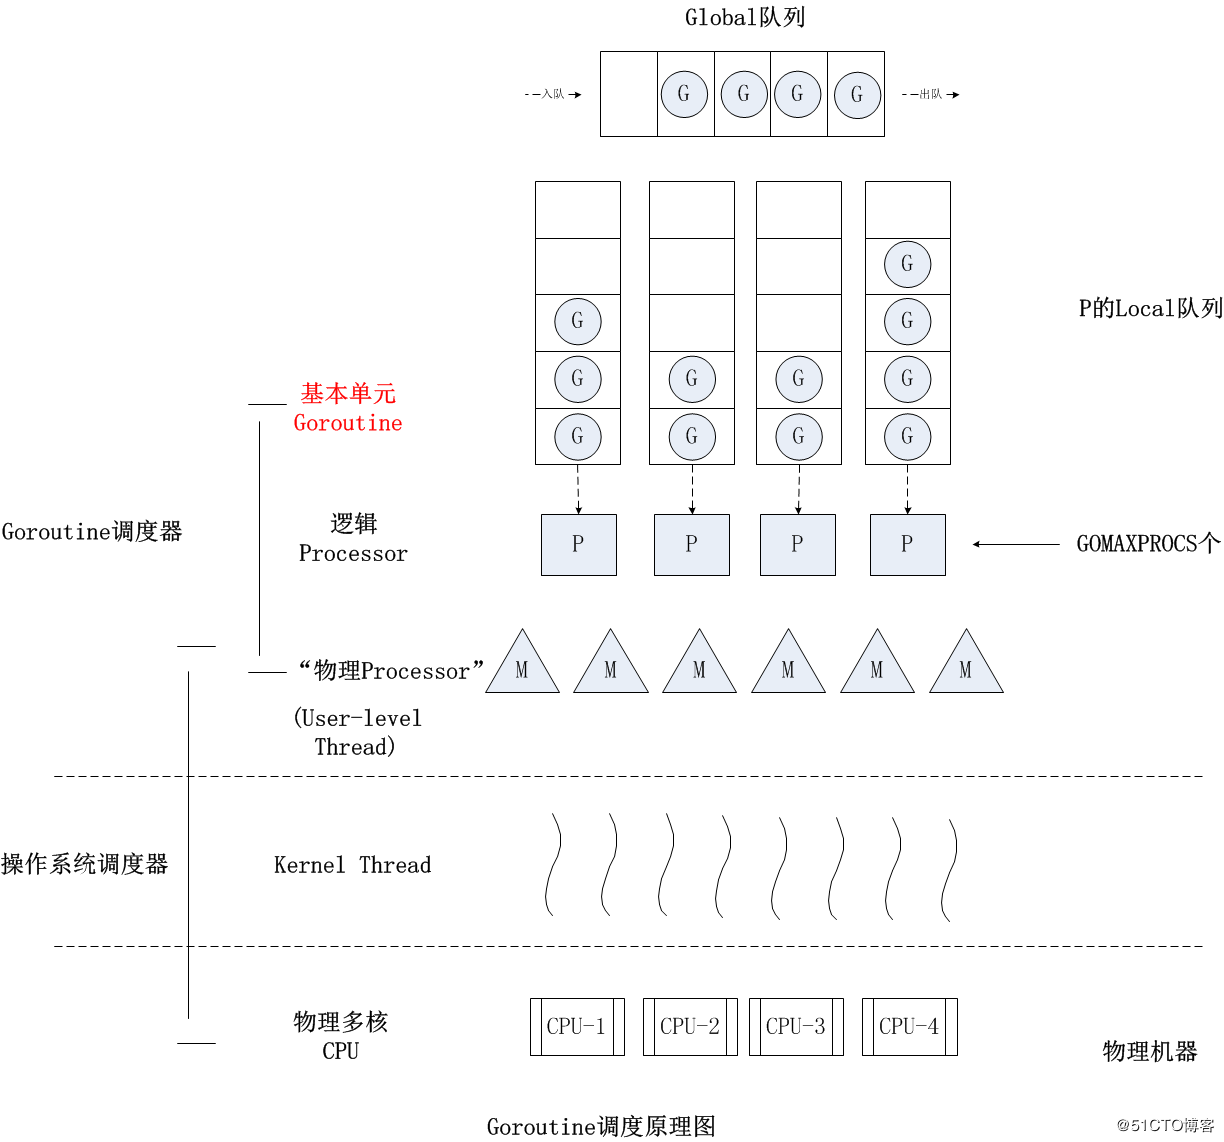 Global队列
--入队
G G G G
--出队
G
G G
P的Local队列
G G G G
基本单元
Goroutine
G G G G
Goroutine调度器
逻辑
Processor
P P P P
GOMAXPROCS个
“物理Processor”
M M M M M M
(User-level
Thread)
操作系统调度器
Kernel Thread
物理多核
CPU
CPU-1 CPU-2 CPU-3 CPU-4
物理机器
Goroutine调度原理图
@51CTO博客